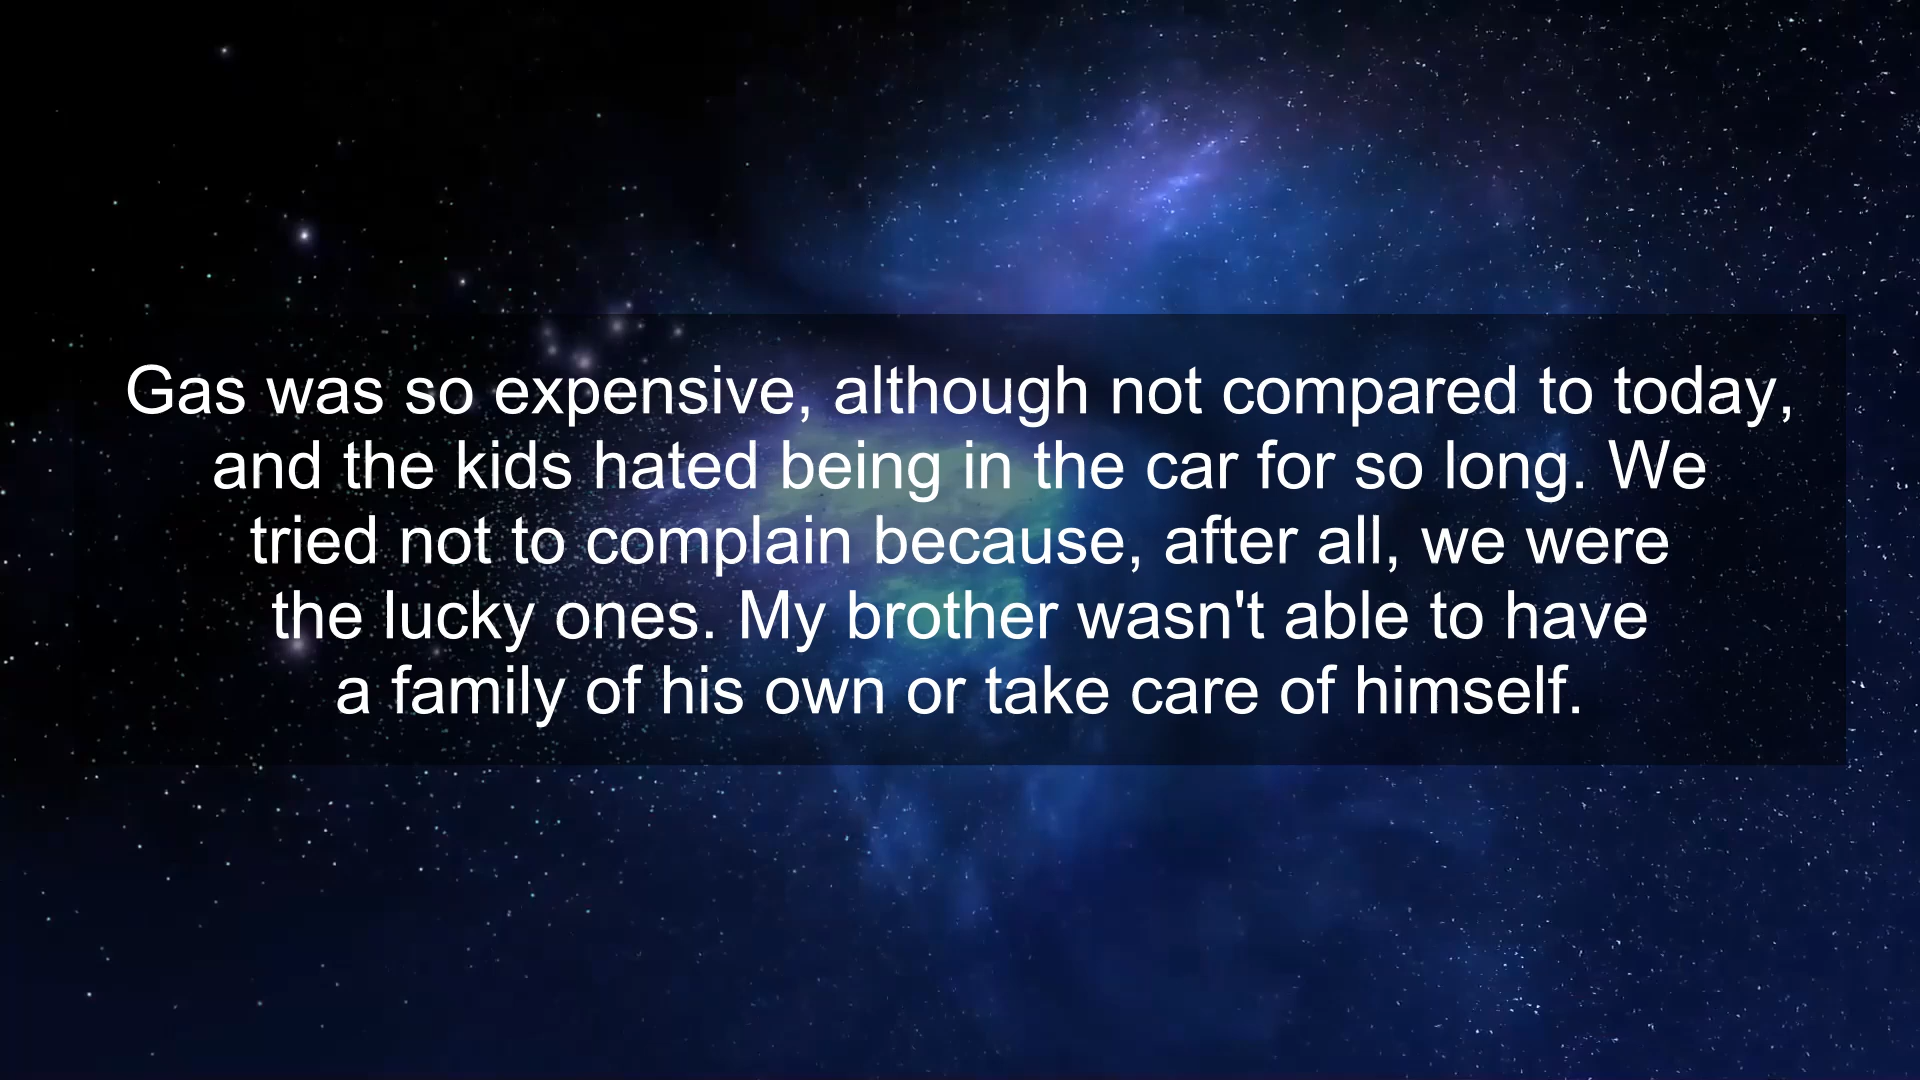 Gas was so expensive, although not compared to today,
and the kids hated being in the car for so long. We
tried not to complain because, after all, we were
the lucky ones. My brother wasn't able to have
a family of his own or take care of himself.